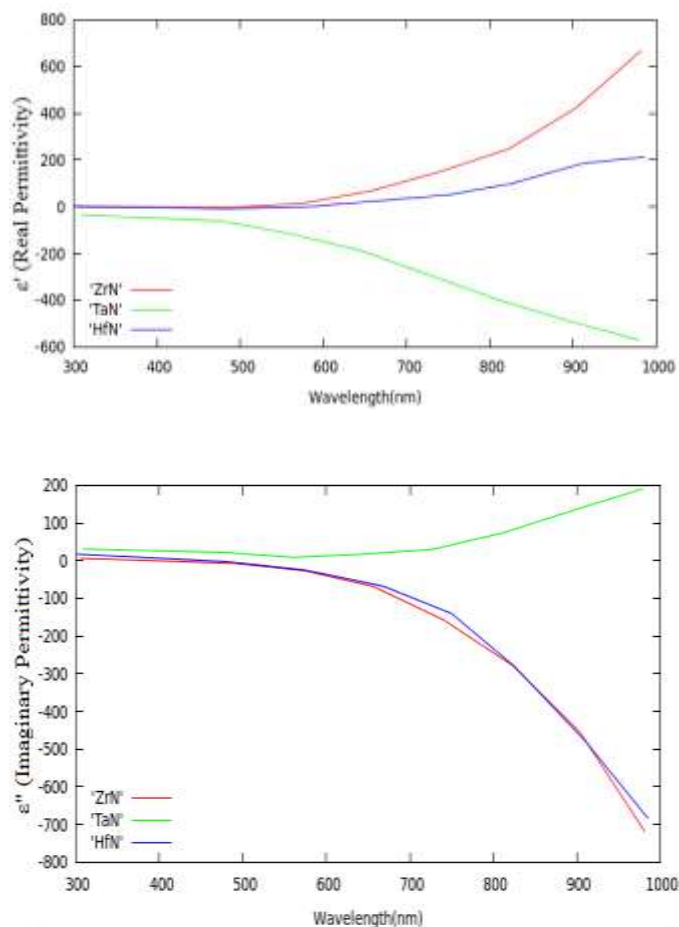 800
600
400
200
0
-200
-400
-600
ε' (Real Permittivity)
'ZrN'
'TaN'
'HfN'
300 400 500 600 700 800 900 1000
Wavelength(nm)
200
100
0
-100
-200
-300
-400
-500
-600
-700
-800
ε" (Imaginary Permittivity)
'ZrN'
'TaN'
'HfN'
300 400 500 600 700 800 900 1000
Wavelength(nm)